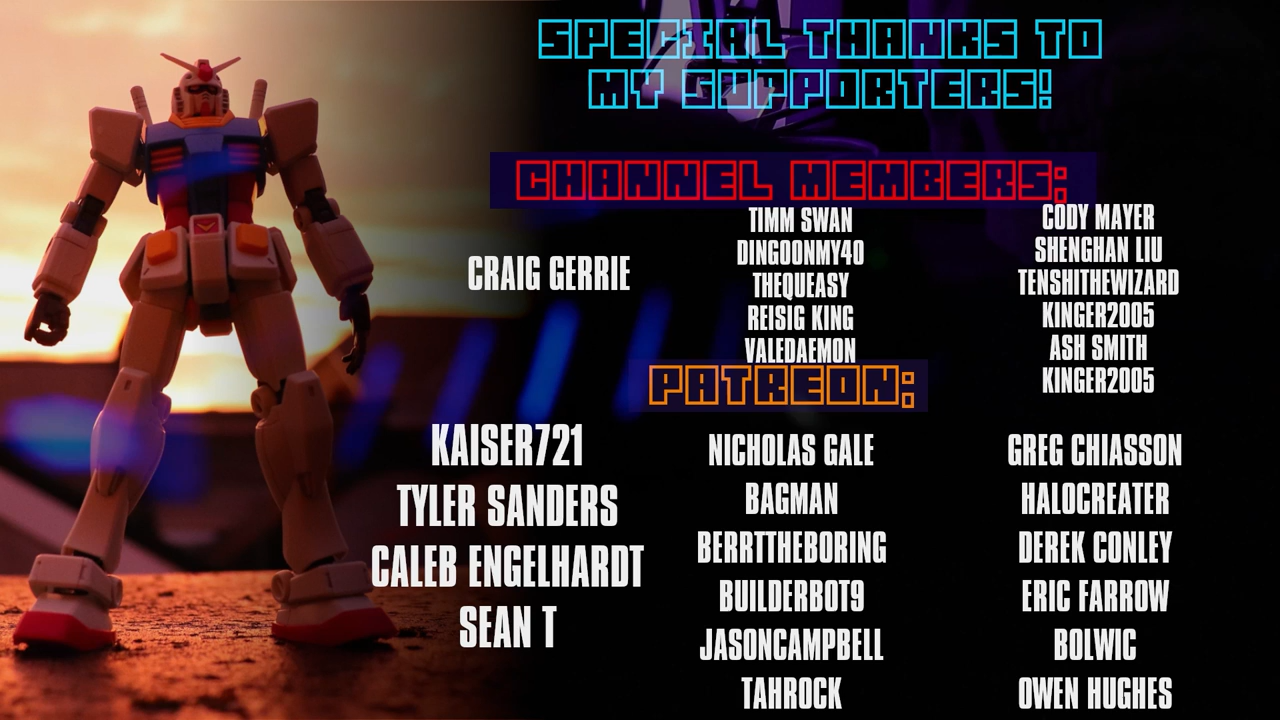 SPECIAL THANKS TO
MY SUPPORTERS!
CHANNEL MEMBERS:
CRAIG GERRIE
TIMM SWAN
DINGOONMY40
THEQUEASY
REISIG KING
VALEDAEMON
CODY MAYER
SHENGHAN LIU
TENSHITHEWIZARD
KINGER2005
ASH SMITH
KINGER2005
PATREON:
KAISER721
TYLER SANDERS
CALEB ENGELHARDT
SEAN T
NICHOLAS GALE
BAGMAN
BERRTTHEBORING
BUILDERBOT9
JASONCAMPBELL
TAHROCK
GREG CHIASSON
HALOCREATER
DEREK CONLEY
ERIC FARROW
BOLWIC
OWEN HUGHES